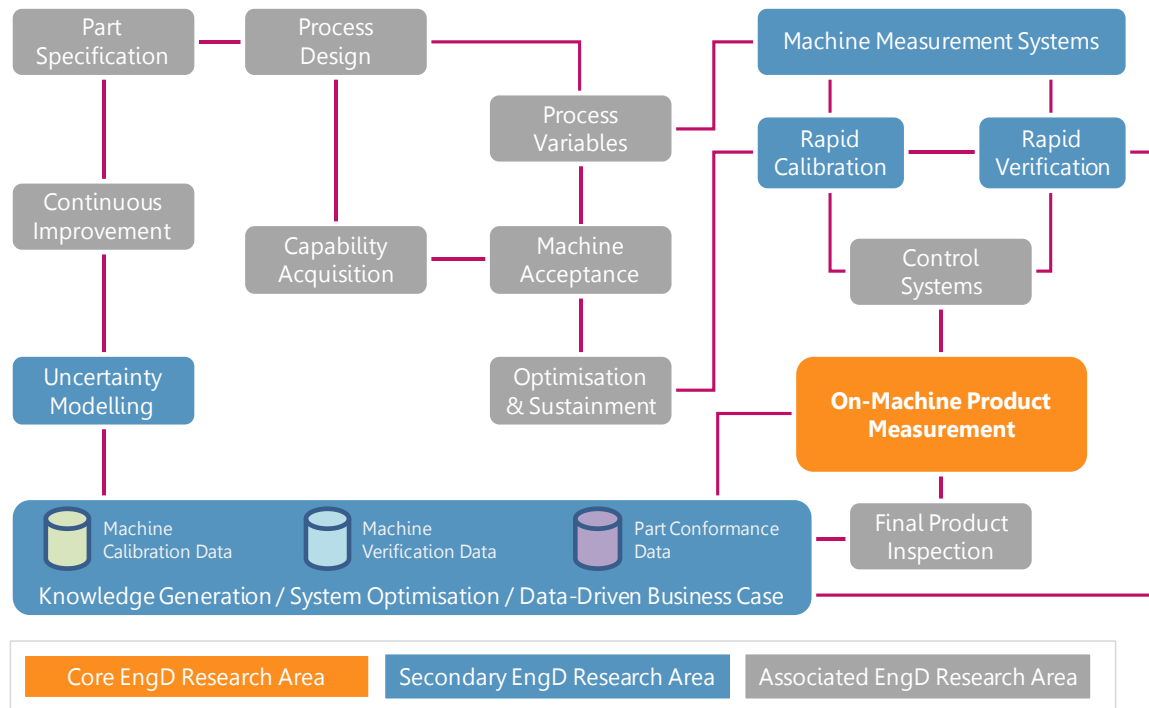 Part
Specification
Process
Design
Machine Measurement Systems
Process
Variables
Rapid
Calibration
Rapid
Verification
Continuous
Improvement
Capability
Acquisition
Machine
Acceptance
Control
Systems
Uncertainty
Modelling
Optimisation
& Sustainment
On-Machine Product
Measurement
Machine
Calibration Data
Machine
Verification Data
Part Conformance
Data
Final Product
Inspection
Knowledge Generation / System Optimisation / Data-Driven Business Case
Core EngD Research Area
Secondary EngD Research Area
Associated EngD Research Area